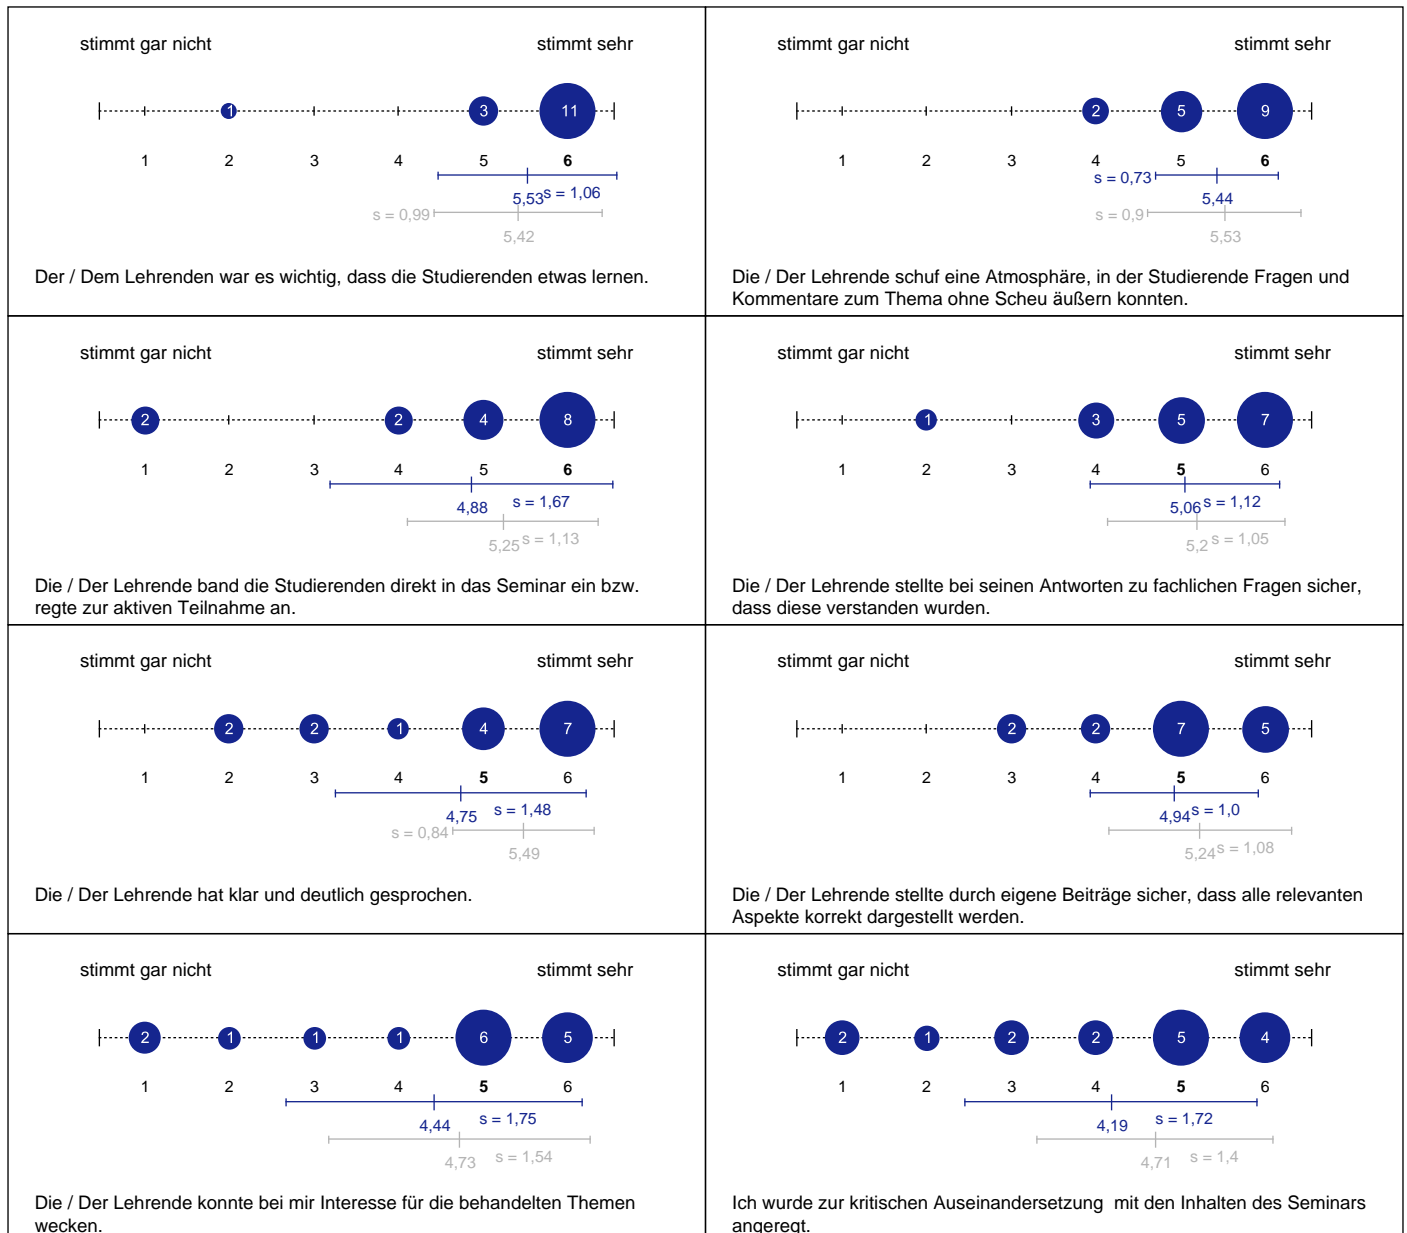 stimmt gar nicht stimmt sehr
1 3 11
1 2 3 4 5 6
5,53 s = 1,06
s = 0,99
5,42
Der / Dem Lehrenden war es wichtig, dass die Studierenden etwas lernen.
stimmt gar nicht stimmt sehr
2 5 9
1 2 3 4 5 6
s = 0,73
5,44
s = 0,9
5,53
Die / Der Lehrende schuf eine Atmosphäre, in der Studierende Fragen und
Kommentare zum Thema ohne Scheu äußern konnten.
stimmt gar nicht stimmt sehr
2 2 4 8
1 2 3 4 5 6
4,88 s = 1,67
5,25 s = 1,13
Die / Der Lehrende band die Studierenden direkt in das Seminar ein bzw.
regte zur aktiven Teilnahme an.
stimmt gar nicht stimmt sehr
1 3 5 7
1 2 3 4 5 6
5,06 s = 1,12
5,2 s = 1,05
Die / Der Lehrende stellte bei seinen Antworten zu fachlichen Fragen sicher,
dass diese verstanden wurden.
stimmt gar nicht stimmt sehr
2 2 1 4 7
1 2 3 4 5 6
4,75 s = 1,48
s = 0,84
5,49
Die / Der Lehrende hat klar und deutlich gesprochen.
stimmt gar nicht stimmt sehr
2 2 7 5
1 2 3 4 5 6
4,94 s = 1,0
5,24 s = 1,08
Die / Der Lehrende stellte durch eigene Beiträge sicher, dass alle relevanten
Aspekte korrekt dargestellt werden.
stimmt gar nicht stimmt sehr
2 1 1 1 6 5
1 2 3 4 5 6
4,44 s = 1,75
4,73 s = 1,54
Die / Der Lehrende konnte bei mir Interesse für die behandelten Themen
wecken.
stimmt gar nicht stimmt sehr
2 1 2 2 5 4
1 2 3 4 5 6
4,19 s = 1,72
4,71 s = 1,4
Ich wurde zur kritischen Auseinandersetzung  mit den Inhalten des Seminars
angeregt.